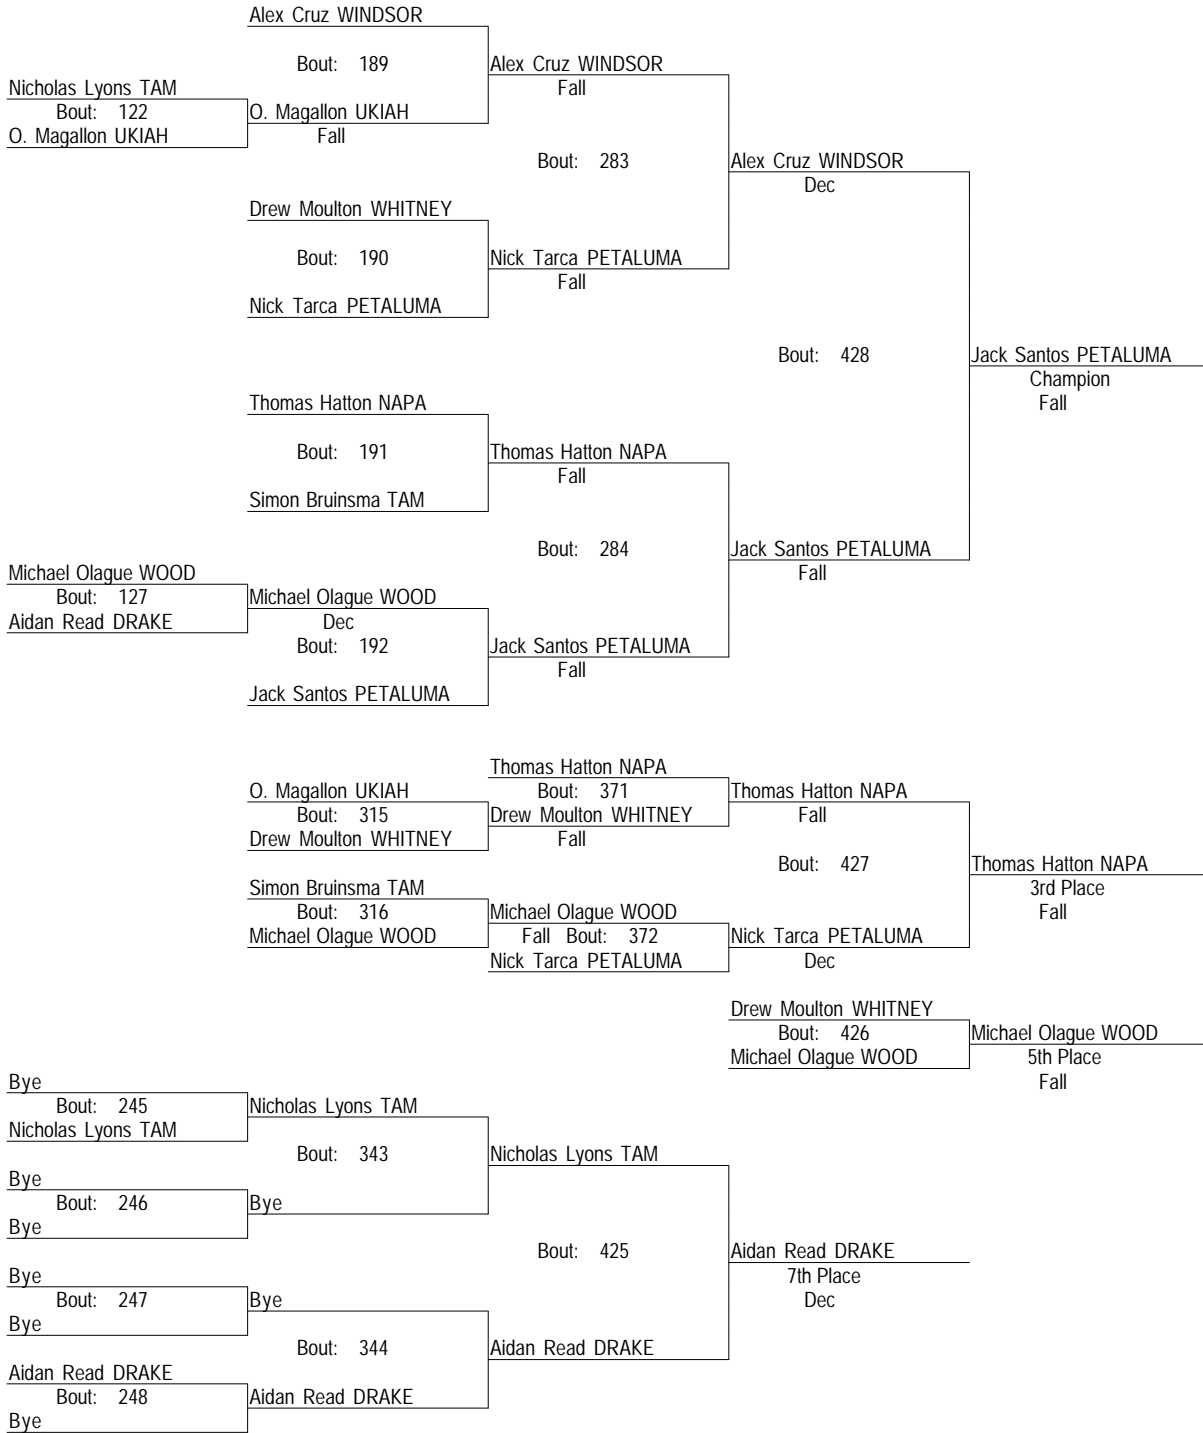 Alex Cruz WINDSOR
Bout: 189
Alex Cruz WINDSOR
Fall
Nicholas Lyons TAM
Bout: 122
O. Magallon UKIAH
O. Magallon UKIAH
Fall
Bout: 283
Alex Cruz WINDSOR
Dec
Drew Moulton WHITNEY
Bout: 190
Nick Tarca PETALUMA
Fall
Nick Tarca PETALUMA
Bout: 428
Jack Santos PETALUMA
Champion
Fall
Thomas Hatton NAPA
Bout: 191
Thomas Hatton NAPA
Fall
Simon Bruinsma TAM
Bout: 284
Jack Santos PETALUMA
Fall
Michael Olague WOOD
Bout: 127
Aidan Read DRAKE
Michael Olague WOOD
Dec
Bout: 192
Jack Santos PETALUMA
Fall
Jack Santos PETALUMA
Thomas Hatton NAPA
O. Magallon UKIAH
Bout: 371
Thomas Hatton NAPA
Bout: 315
Drew Moulton WHITNEY
Fall
Drew Moulton WHITNEY
Fall
Bout: 427
Thomas Hatton NAPA
3rd Place
Fall
Simon Bruinsma TAM
Bout: 316
Michael Olague WOOD
Michael Olague WOOD
Fall Bout: 372
Nick Tarca PETALUMA
Nick Tarca PETALUMA
Dec
Drew Moulton WHITNEY
Bout: 426
Michael Olague WOOD
Michael Olague WOOD
5th Place
Fall
Bye
Bout: 245
Nicholas Lyons TAM
Nicholas Lyons TAM
Bout: 343
Nicholas Lyons TAM
Bye
Bout: 246
Bye
Bye
Bout: 425
Aidan Read DRAKE
7th Place
Dec
Bye
Bout: 247
Bye
Bye
Bout: 344
Aidan Read DRAKE
Aidan Read DRAKE
Bout: 248
Aidan Read DRAKE
Bye